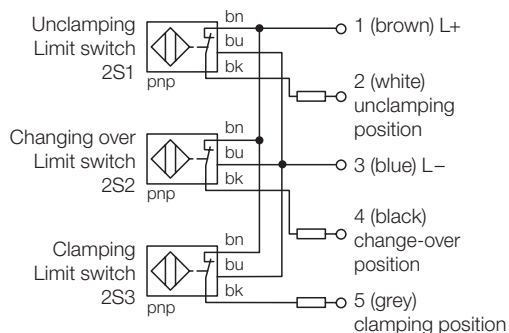 Unclamping
Limit switch
2S1
pnp
bn
bu
bk
1 (brown) L+
2 (white)
unclamping
position
Changing over
Limit switch
2S2
pnp
bn
bu
bk
3 (blue) L−
4 (black)
change-over
position
Clamping
Limit switch
2S3
pnp
bn
bu
bk
5 (grey)
clamping position